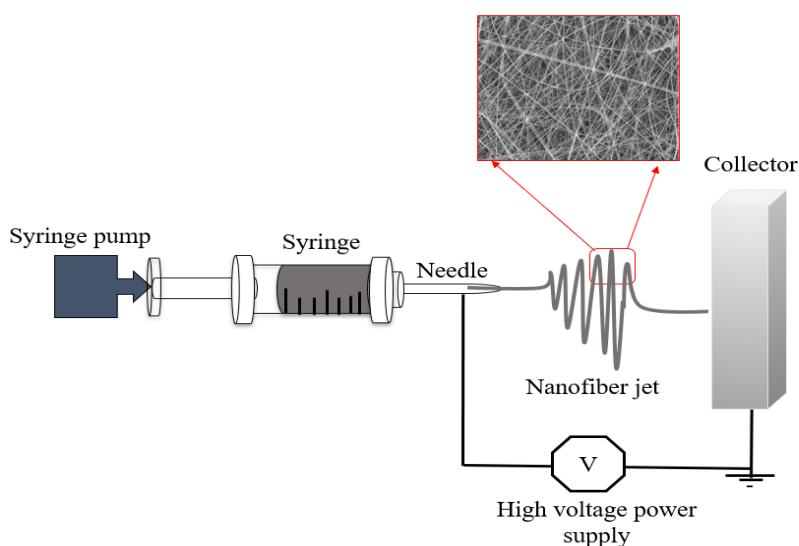 Collector
Syringe pump
Syringe
Needle
Nanofiber jet
V
High voltage power
supply